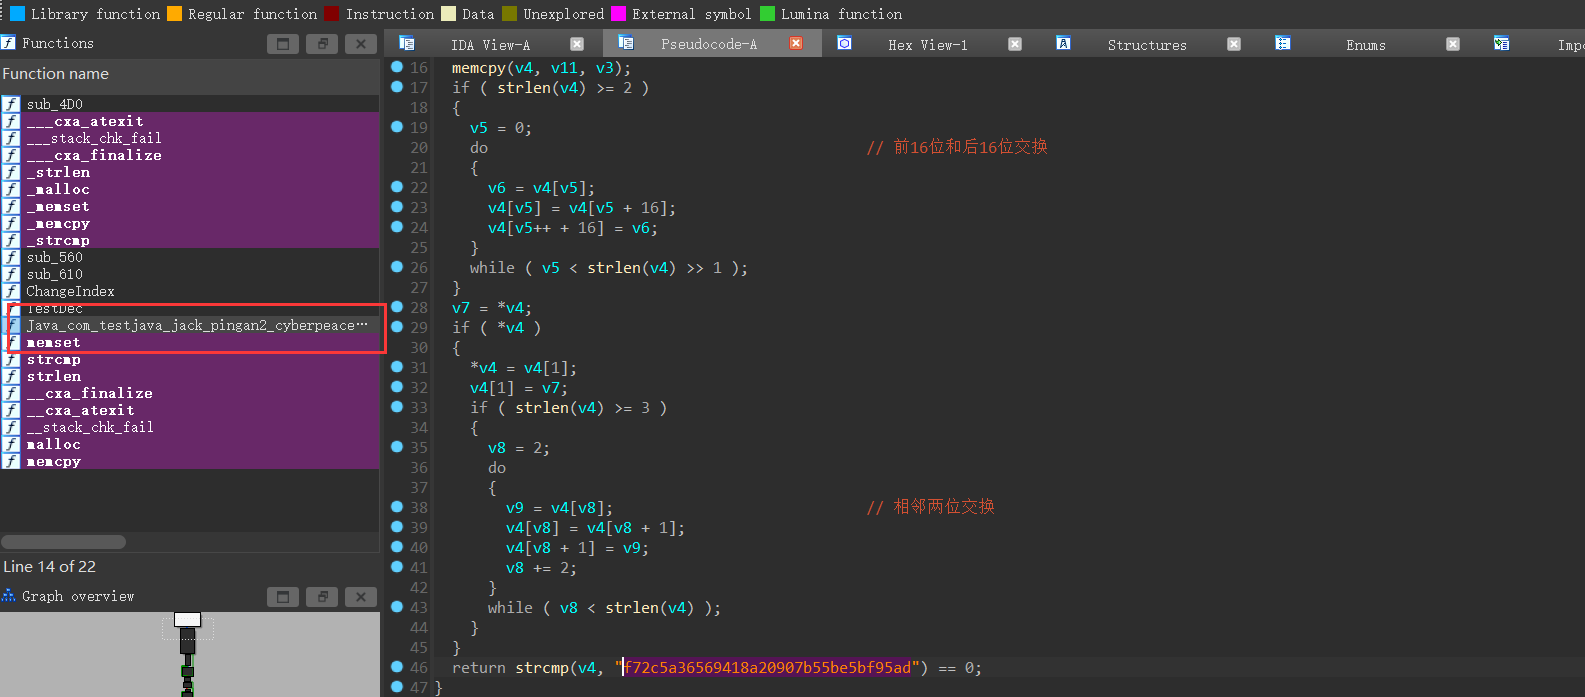 Library function Regular function Instruction Data Unexplored External symbol Lumina function
Functions
Function name
sub_4D0
___cxa_atexit
___stack_chk_fail
___cxa_finalize
_strlen
_malloc
_memset
_memcpy
_strcmp
sub_560
sub_610
ChangeIndex
TestDec
Java_com_testjava_jack_pingan2_cyberpeace…
memset
strcmp
strlen
__cxa_finalize
__cxa_atexit
__stack_chk_fail
malloc
memcpy
Line 14 of 22
Graph overview
IDA View-A Pseudocode-A Hex View-1 Structures Enums Impo
16 memcpy(v4, v11, v3);
17 if ( strlen(v4) >= 2 )
18 {
19 v5 = 0;
20 do // 前16位和后16位交换
21 {
22 v6 = v4[v5];
23 v4[v5] = v4[v5 + 16];
24 v4[v5++ + 16] = v6;
25 }
26 while ( v5 < strlen(v4) >> 1 );
27 }
28 v7 = *v4;
29 if ( *v4 )
30 {
31 *v4 = v4[1];
32 v4[1] = v7;
33 if ( strlen(v4) >= 3 )
34 {
35 v8 = 2;
36 do
37 {
38 v9 = v4[v8]; // 相邻两位交换
39 v4[v8] = v4[v8 + 1];
40 v4[v8 + 1] = v9;
41 v8 += 2;
42 }
43 while ( v8 < strlen(v4) );
44 }
45 }
46 return strcmp(v4, "f72c5a36569418a20907b55be5bf95ad") == 0;
47 }